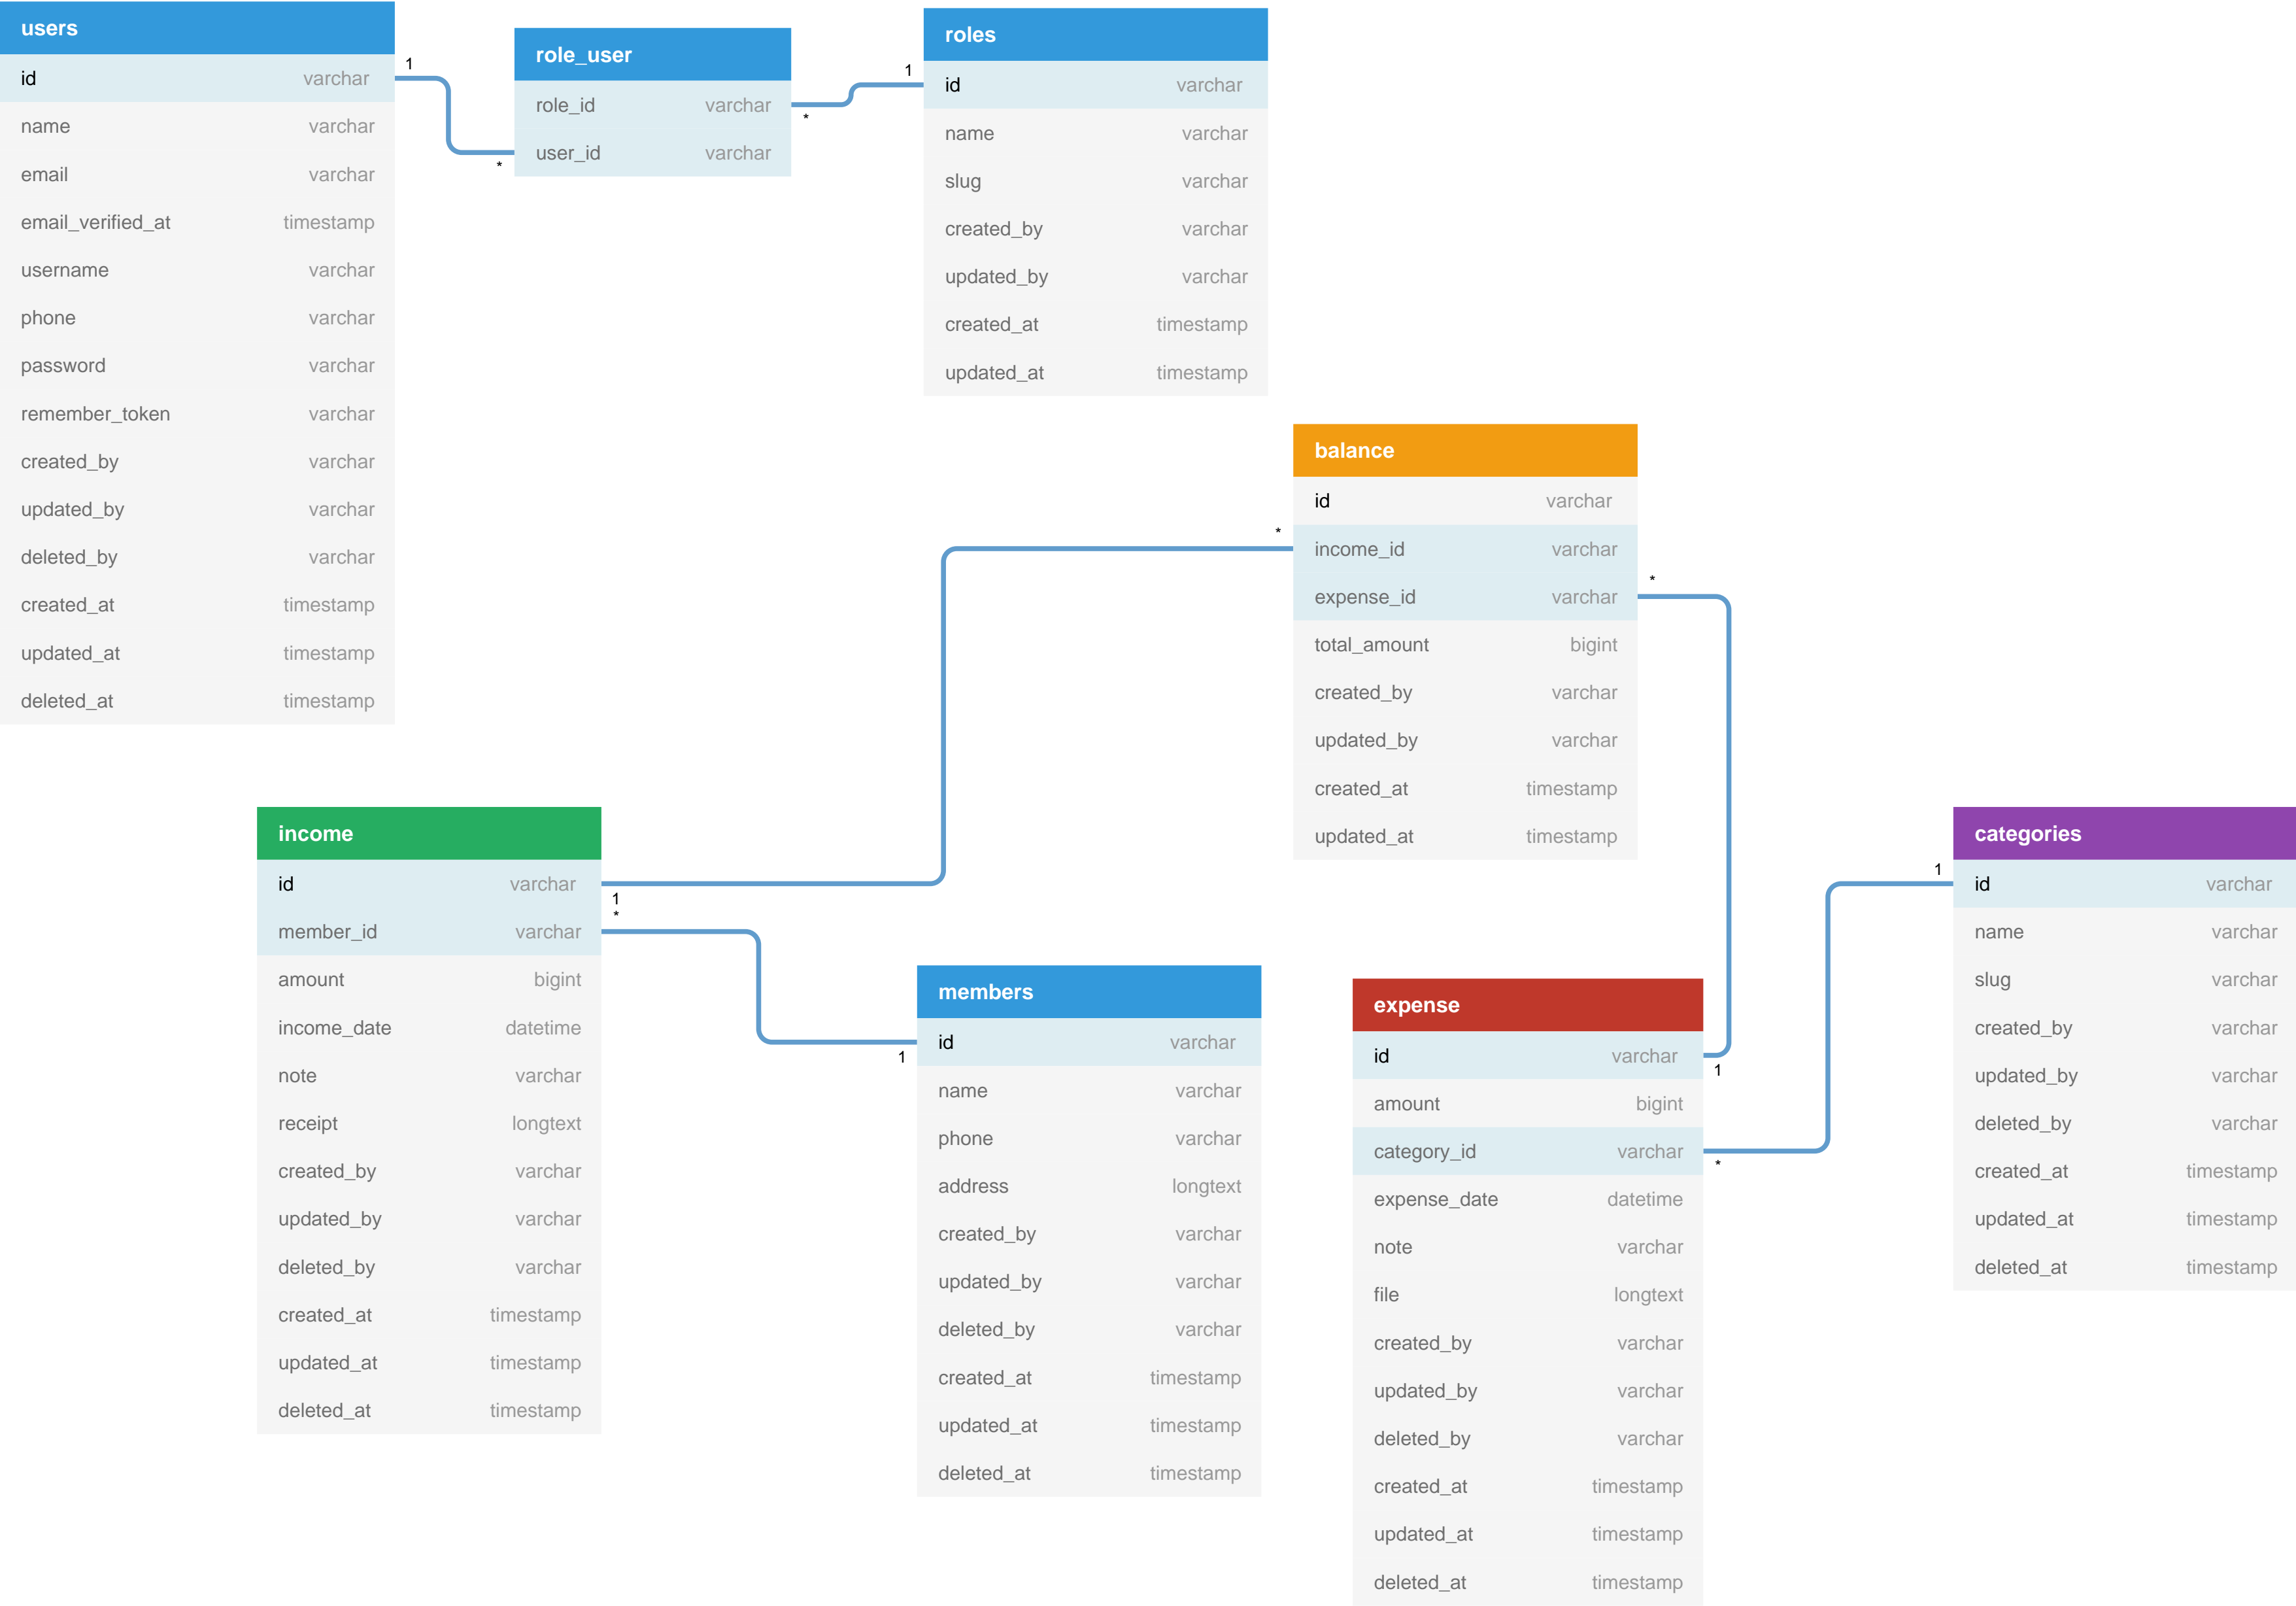 users
id varchar
name varchar
email varchar
email_verified_at timestamp
username varchar
phone varchar
password varchar
remember_token varchar
created_by varchar
updated_by varchar
deleted_by varchar
created_at timestamp
updated_at timestamp
deleted_at timestamp
1
*
role_user
role_id varchar
user_id varchar
*
1
roles
id varchar
name varchar
slug varchar
created_by varchar
updated_by varchar
created_at timestamp
updated_at timestamp
balance
id varchar
income_id varchar
expense_id varchar
total_amount bigint
created_by varchar
updated_by varchar
created_at timestamp
updated_at timestamp
*
*
income
id varchar
member_id varchar
amount bigint
income_date datetime
note varchar
receipt longtext
created_by varchar
updated_by varchar
deleted_by varchar
created_at timestamp
updated_at timestamp
deleted_at timestamp
1
*
1
members
id varchar
name varchar
phone varchar
address longtext
created_by varchar
updated_by varchar
deleted_by varchar
created_at timestamp
updated_at timestamp
deleted_at timestamp
expense
id varchar
amount bigint
category_id varchar
expense_date datetime
note varchar
file longtext
created_by varchar
updated_by varchar
deleted_by varchar
created_at timestamp
updated_at timestamp
deleted_at timestamp
1
*
1
categories
id varchar
name varchar
slug varchar
created_by varchar
updated_by varchar
deleted_by varchar
created_at timestamp
updated_at timestamp
deleted_at timestamp